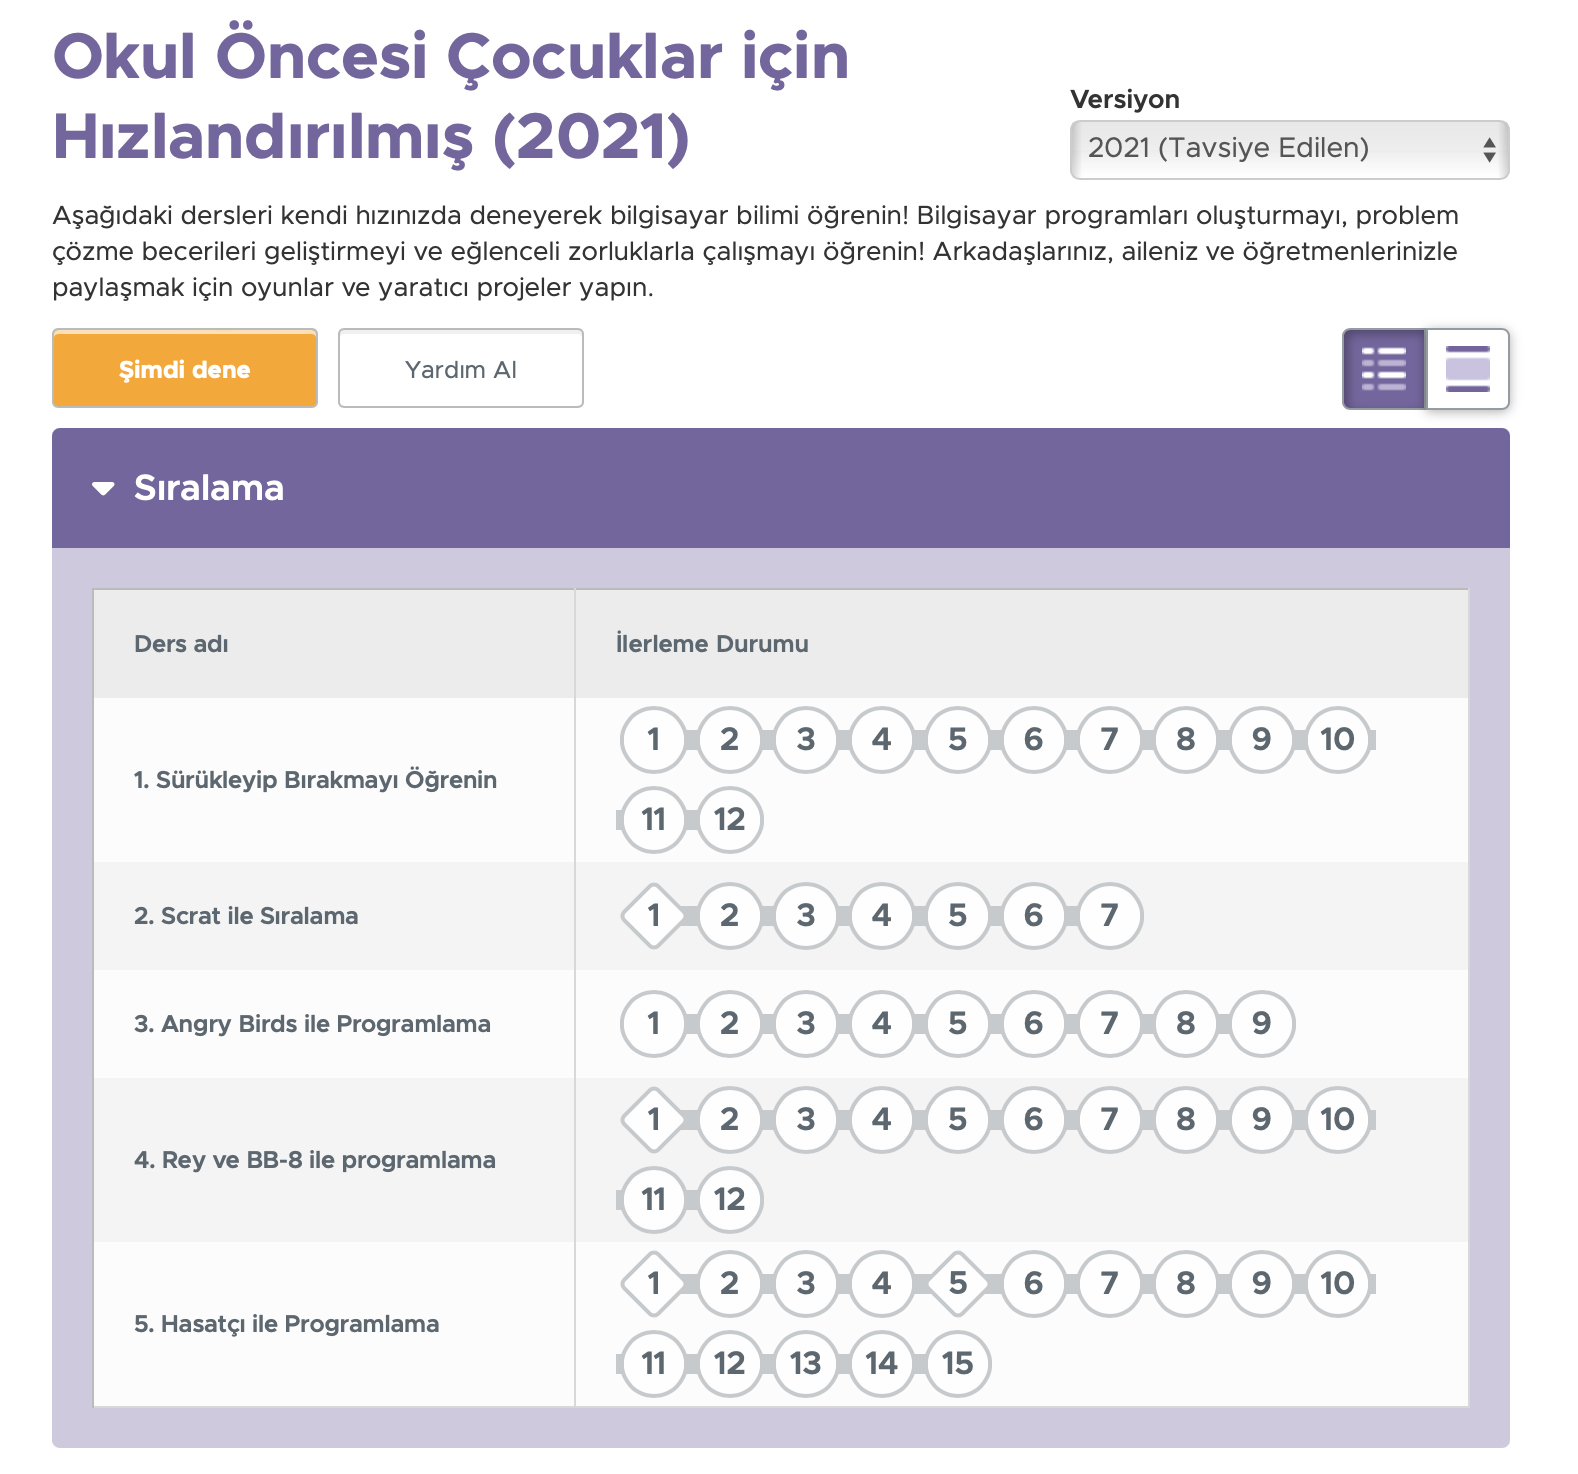 Okul Öncesi Çocuklar için
Hızlandırılmış (2021)
Versiyon
2021 (Tavsiye Edilen)
Aşağıdaki dersleri kendi hızınızda deneyerek bilgisayar bilimi öğrenin! Bilgisayar programları oluşturmayı, problem
çözme becerileri geliştirmeyi ve eğlenceli zorluklarla çalışmayı öğrenin! Arkadaşlarınız, aileniz ve öğretmenlerinizle
paylaşmak için oyunlar ve yaratıcı projeler yapın.
Şimdi dene
Yardım Al
Sıralama
Ders adı
İlerleme Durumu
1. Sürükleyip Bırakmayı Öğrenin
1 2 3 4 5 6 7 8 9 10
11 12
2. Scrat ile Sıralama
1 2 3 4 5 6 7
3. Angry Birds ile Programlama
1 2 3 4 5 6 7 8 9
4. Rey ve BB-8 ile programlama
1 2 3 4 5 6 7 8 9 10
11 12
5. Hasatçı ile Programlama
1 2 3 4 5 6 7 8 9 10
11 12 13 14 15